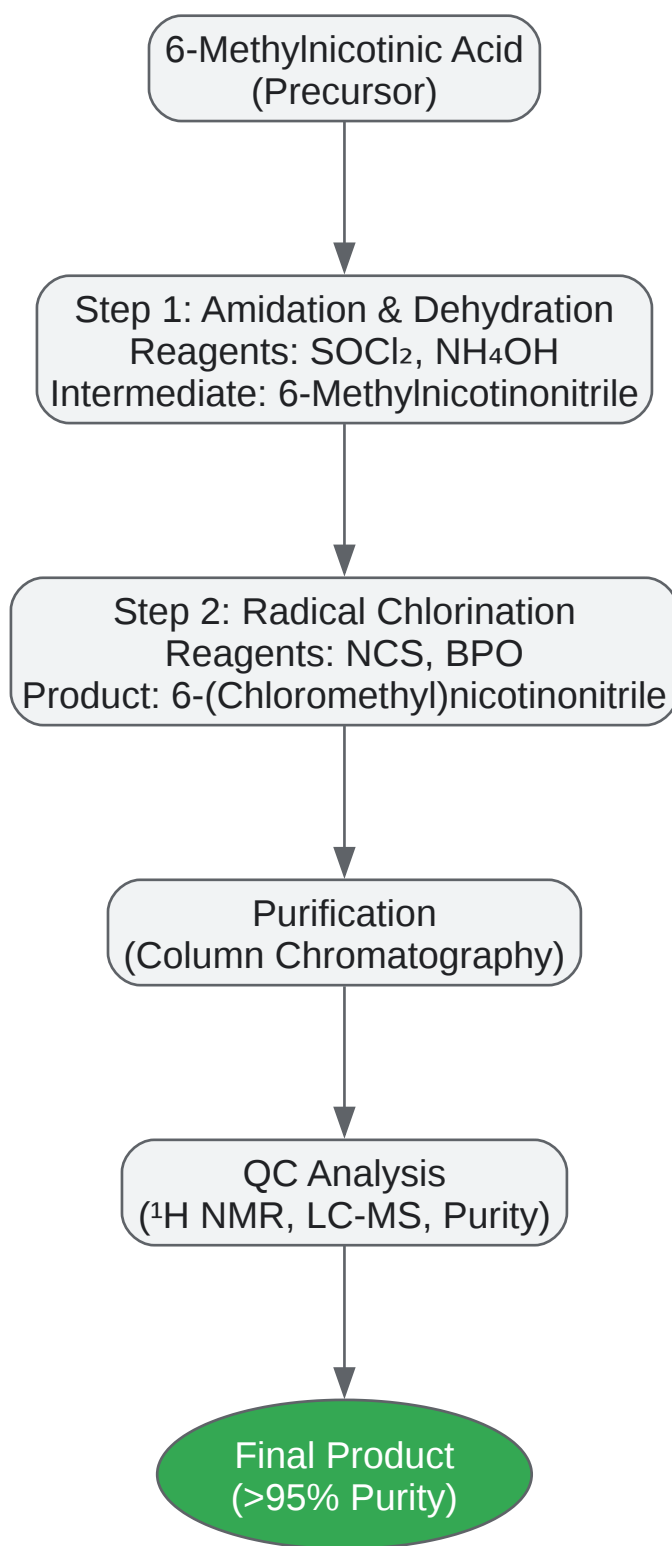 6-Methylnicotinic Acid
(Precursor)
Step 1: Amidation & Dehydration
Reagents: SOCl₂, NH₄OH
Intermediate: 6-Methylnicotinonitrile
Step 2: Radical Chlorination
Reagents: NCS, BPO
Product: 6-(Chloromethyl)nicotinonitrile
Purification
(Column Chromatography)
QC Analysis
(¹H NMR, LC-MS, Purity)
Final Product
(>95% Purity)